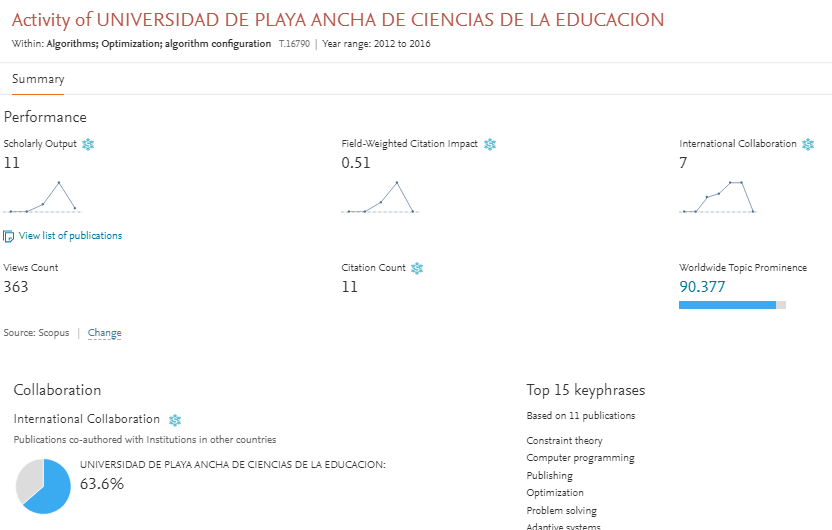 Activity of UNIVERSIDAD DE PLAYA ANCHA DE CIENCIAS DE LA EDUCACION
Within: Algorithms; Optimization; algorithm configuration T.16790 | Year range: 2012 to 2016
Summary
Performance
Scholarly Output
11
View list of publications
Field-Weighted Citation Impact
0.51
International Collaboration
7
Views Count
363
Citation Count
11
Worldwide Topic Prominence
90.377
Source: Scopus | Change
Collaboration
International Collaboration
Publications co-authored with Institutions in other countries
UNIVERSIDAD DE PLAYA ANCHA DE CIENCIAS DE LA EDUCACION:
63.6%
Top 15 keyphrases
Based on 11 publications
Constraint theory
Computer programming
Publishing
Optimization
Problem solving
Adaptive systems